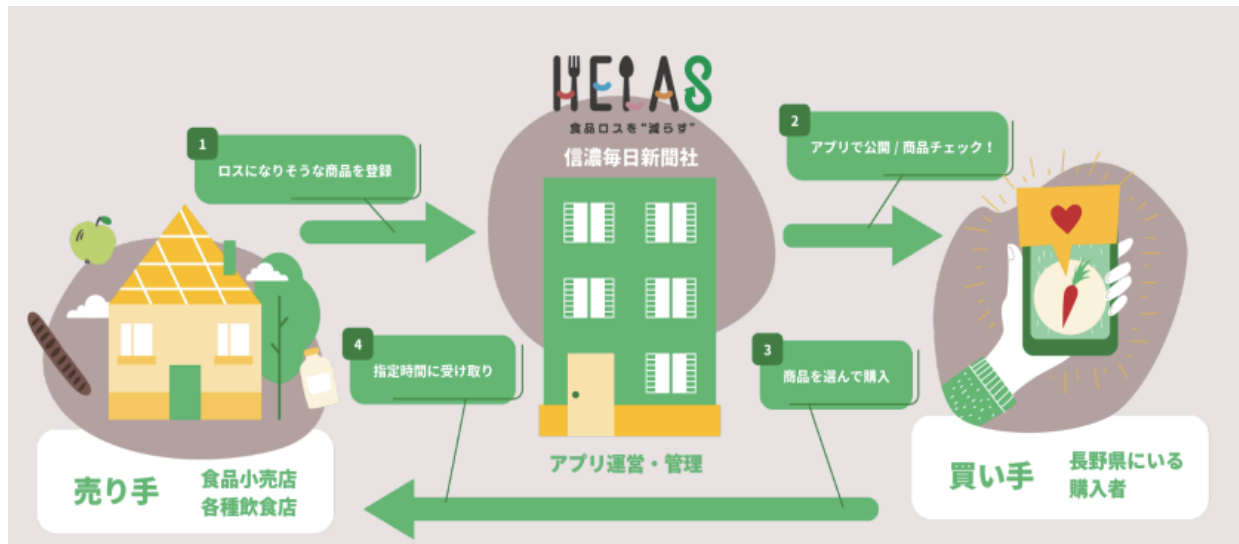 HELAS
食品ロスを"減らす"
信濃毎日新聞社
1
ロスになりそうな商品を登録
2
アプリで公開 / 商品チェック！
4
指定時間に受け取り
3
商品を選んで購入
アプリ運営・管理
売り手
食品小売店
各種飲食店
買い手
長野県にいる
購入者